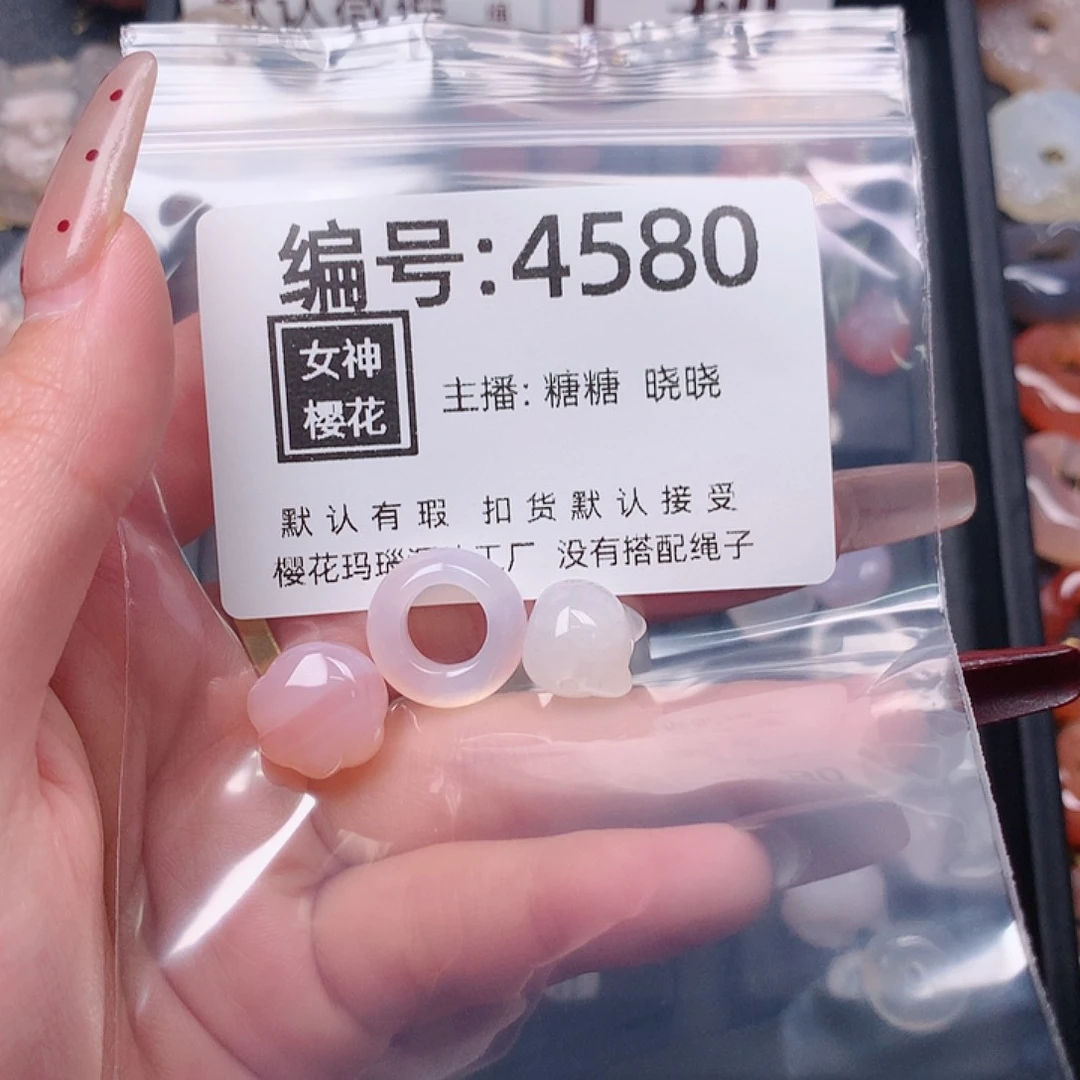 编号:4580
女神
樱花
主播: 糖糖 晓晓
默认有瑕 扣货默认接受
樱花玛瑙工厂 没有搭配绳子